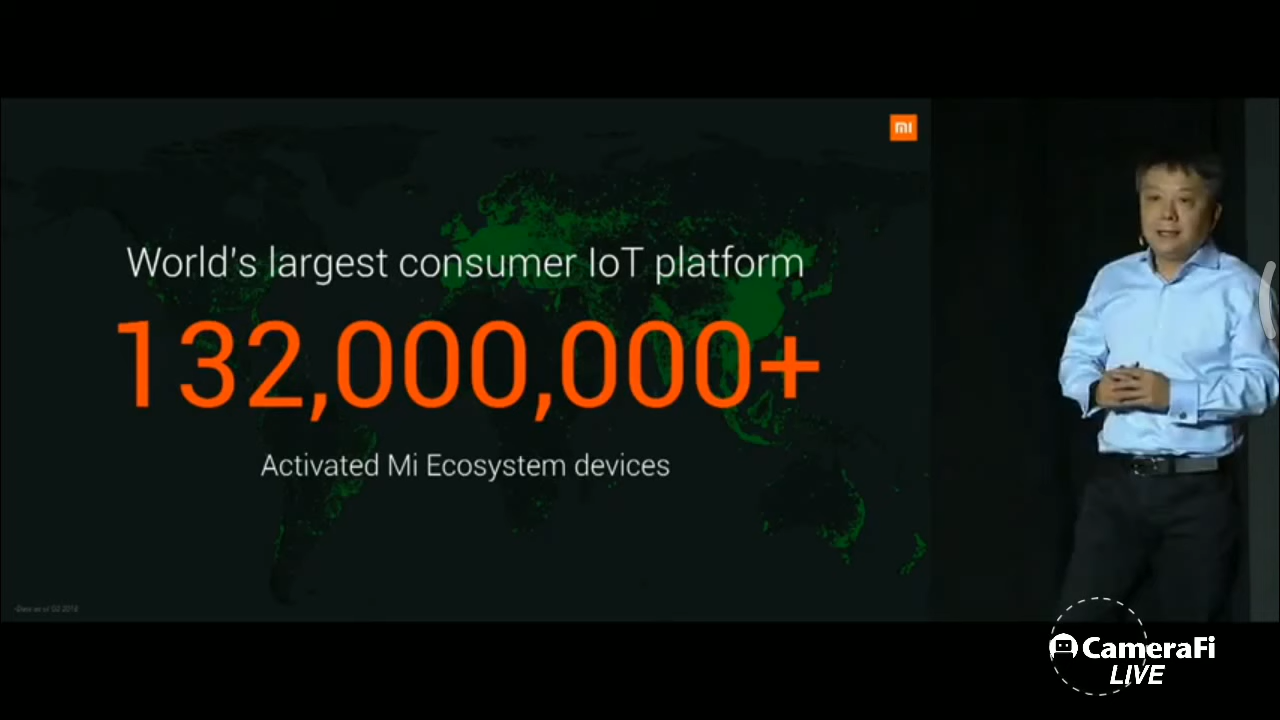 mi
World's largest consumer IoT platform
132,000,000+
Activated Mi Ecosystem devices
CameraFi
LIVE